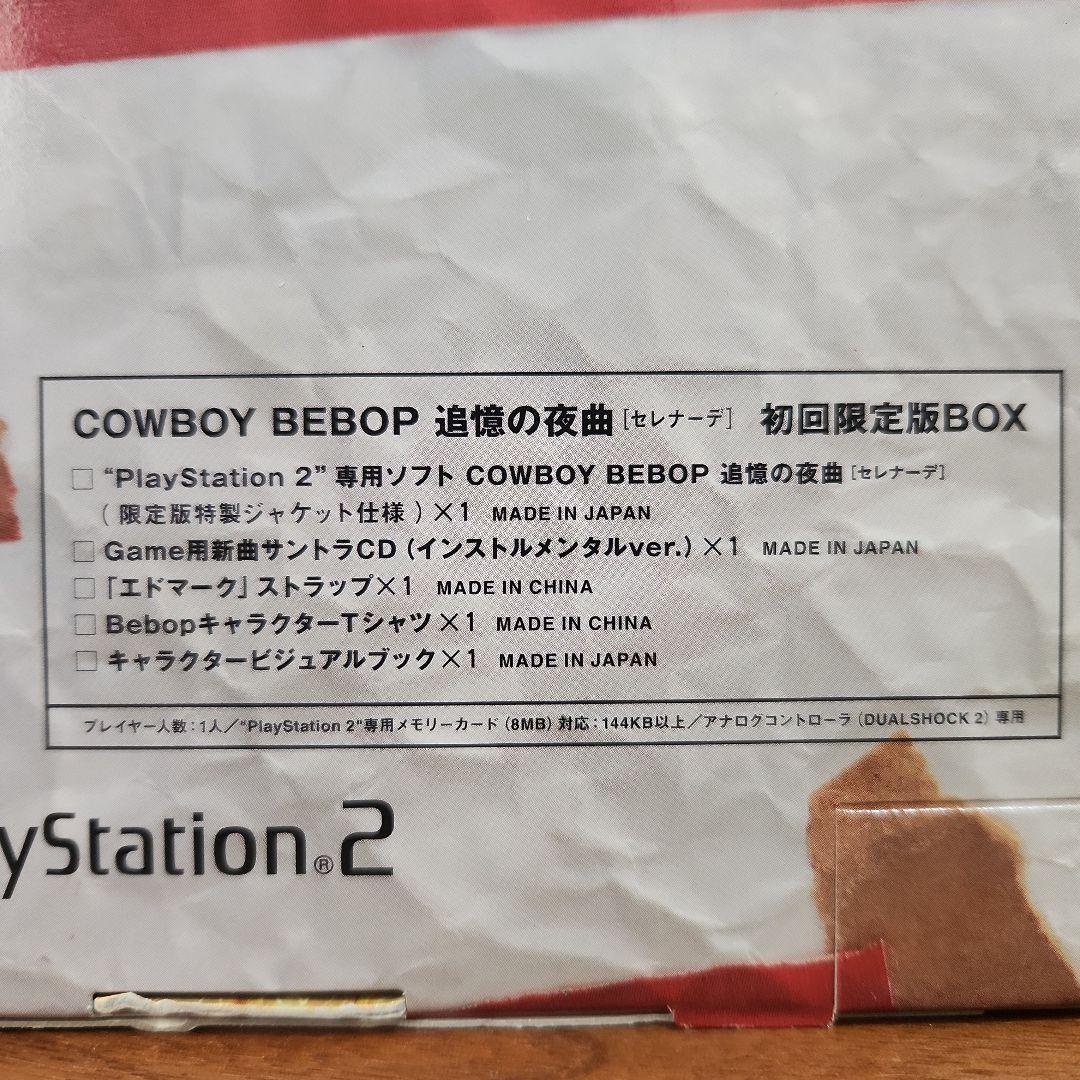 COWBOY BEBOP 追憶の夜曲[セレナーデ] 初回限定版BOX
□ “PlayStation 2” 専用ソフト COWBOY BEBOP 追憶の夜曲[セレナーデ]
( 限定版特製ジャケット仕様 ) ×1 MADE IN JAPAN
□ Game用新曲サントラCD (インストルメンタルver.) ×1 MADE IN JAPAN
□ 「エドマーク」ストラップ×1 MADE IN CHINA
□ BebopキャラクターTシャツ×1 MADE IN CHINA
□ キャラクタービジュアルブック×1 MADE IN JAPAN
プレイヤー人数:1人/“PlayStation 2”専用メモリーカード (8MB) 対応:144KB以上/アナログコントローラ (DUALSHOCK 2) 専用
yStation®2